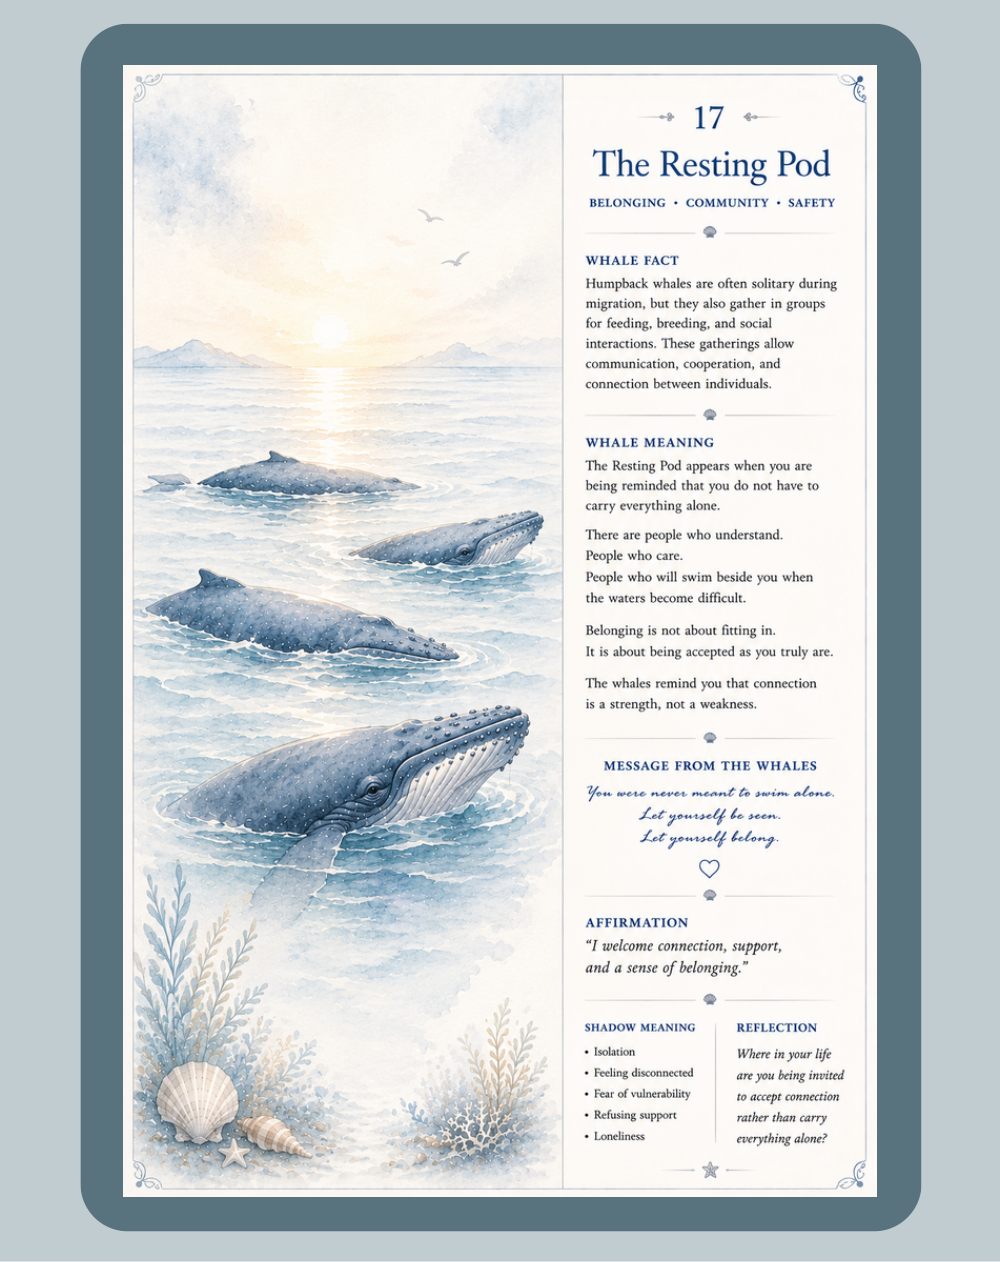 17
The Resting Pod
BELONGING • COMMUNITY • SAFETY
WHALE FACT
Humpback whales are often solitary during
migration, but they also gather in groups
for feeding, breeding, and social
interactions. These gatherings allow
communication, cooperation, and
connection between individuals.
WHALE MEANING
The Resting Pod appears when you are
being reminded that you do not have to
carry everything alone.
There are people who understand.
People who care.
People who will swim beside you when
the waters become difficult.
Belonging is not about fitting in.
It is about being accepted as you truly are.
The whales remind you that connection
is a strength, not a weakness.
MESSAGE FROM THE WHALES
You were never meant to swim alone.
Let yourself be seen.
Let yourself belong.
AFFIRMATION
“I welcome connection, support,
and a sense of belonging.”
SHADOW MEANING
• Isolation
• Feeling disconnected
• Fear of vulnerability
• Refusing support
• Loneliness
REFLECTION
Where in your life
are you being invited
to accept connection
rather than carry
everything alone?